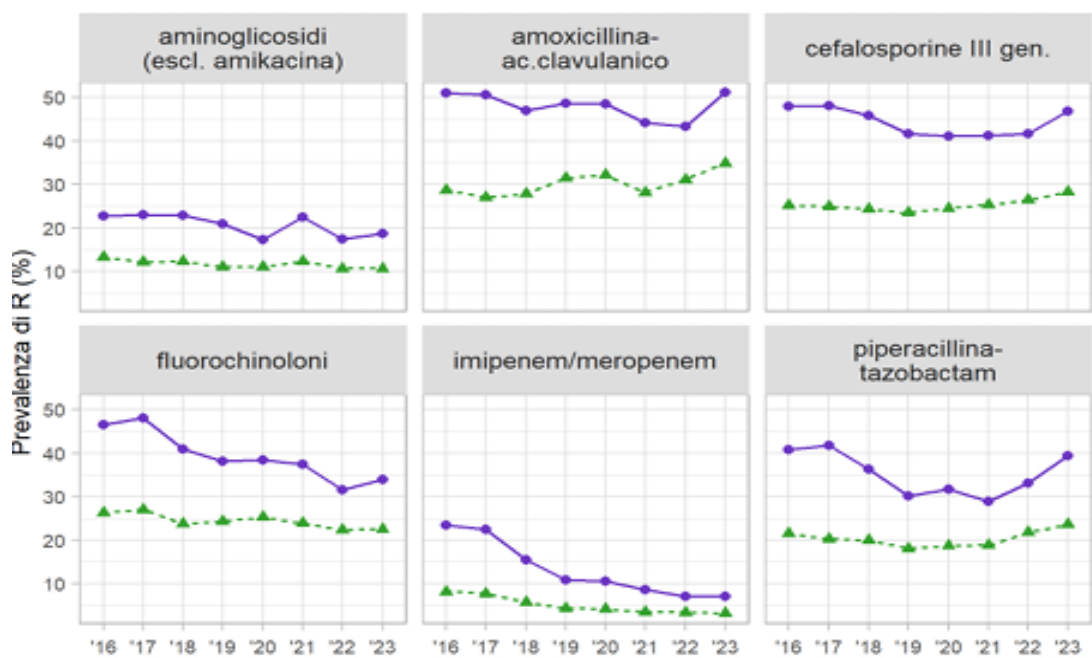 aminoglicosidi
(escl. amikacina)
amoxicillina-
ac.clavulanico
cefalosporine III gen.
50
40
30
20
10
Prevalenza di R (%)
fluorochinoloni
imipenem/meropenem
piperacillina-
tazobactam
50
40
30
20
10
'16 '17 '18 '19 '20 '21 '22 '23 '16 '17 '18 '19 '20 '21 '22 '23 '16 '17 '18 '19 '20 '21 '22 '23